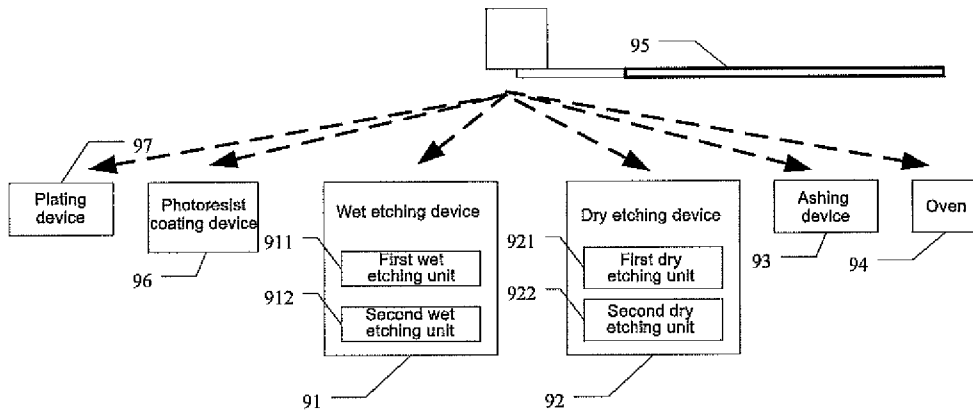 95
97
Plating
device
Photoresist
coating device
96
Wet etching device
911
First wet
etching unit
912
Second wet
etching unit
91
Dry etching device
921
First dry
etching unit
922
Second dry
etching unit
92
Ashing
device
93
Oven
94